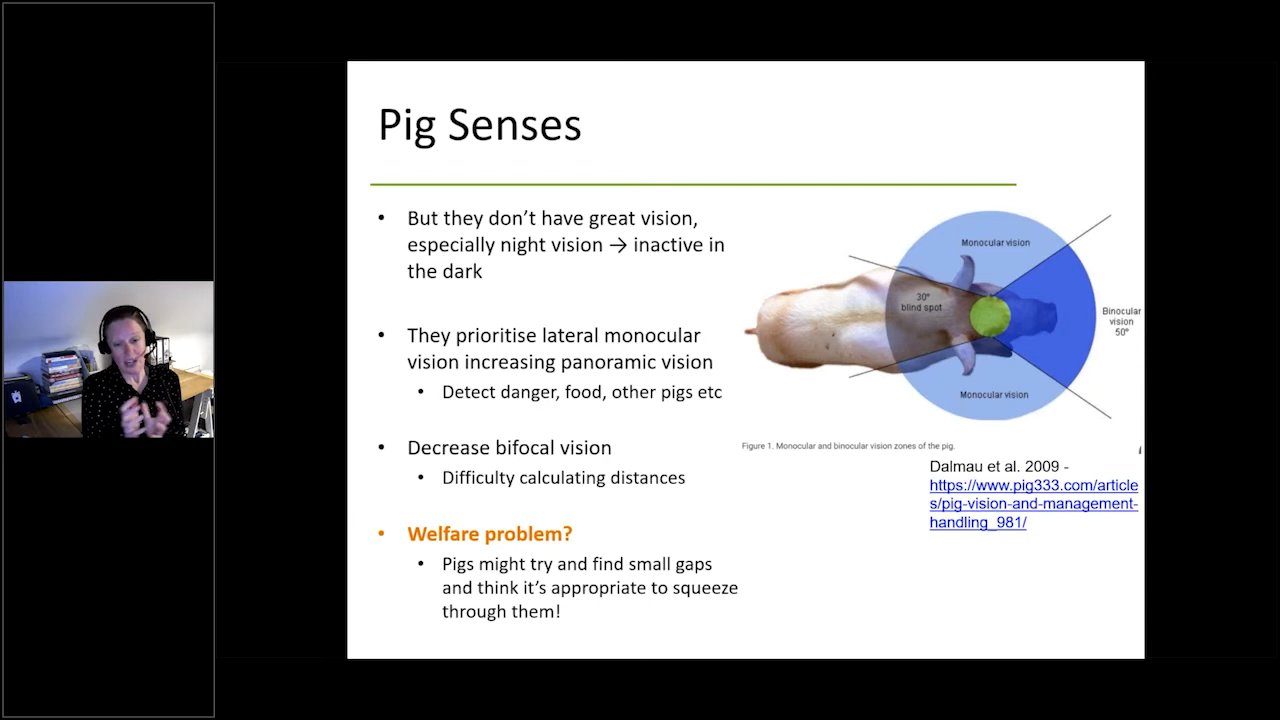 Pig Senses
• But they don’t have great vision,
especially night vision → inactive in
the dark
• They prioritise lateral monocular
vision increasing panoramic vision
• Detect danger, food, other pigs etc
• Decrease bifocal vision
• Difficulty calculating distances
• Welfare problem?
• Pigs might try and find small gaps
and think it’s appropriate to squeeze
through them!
Monocular vision
30°
blind spot
Binocular
vision
50°
Monocular vision
Figure 1. Monocular and binocular vision zones of the pig.
Dalmau et al. 2009 -
https://www.pig333.com/article
s/pig-vision-and-management-
handling_981/